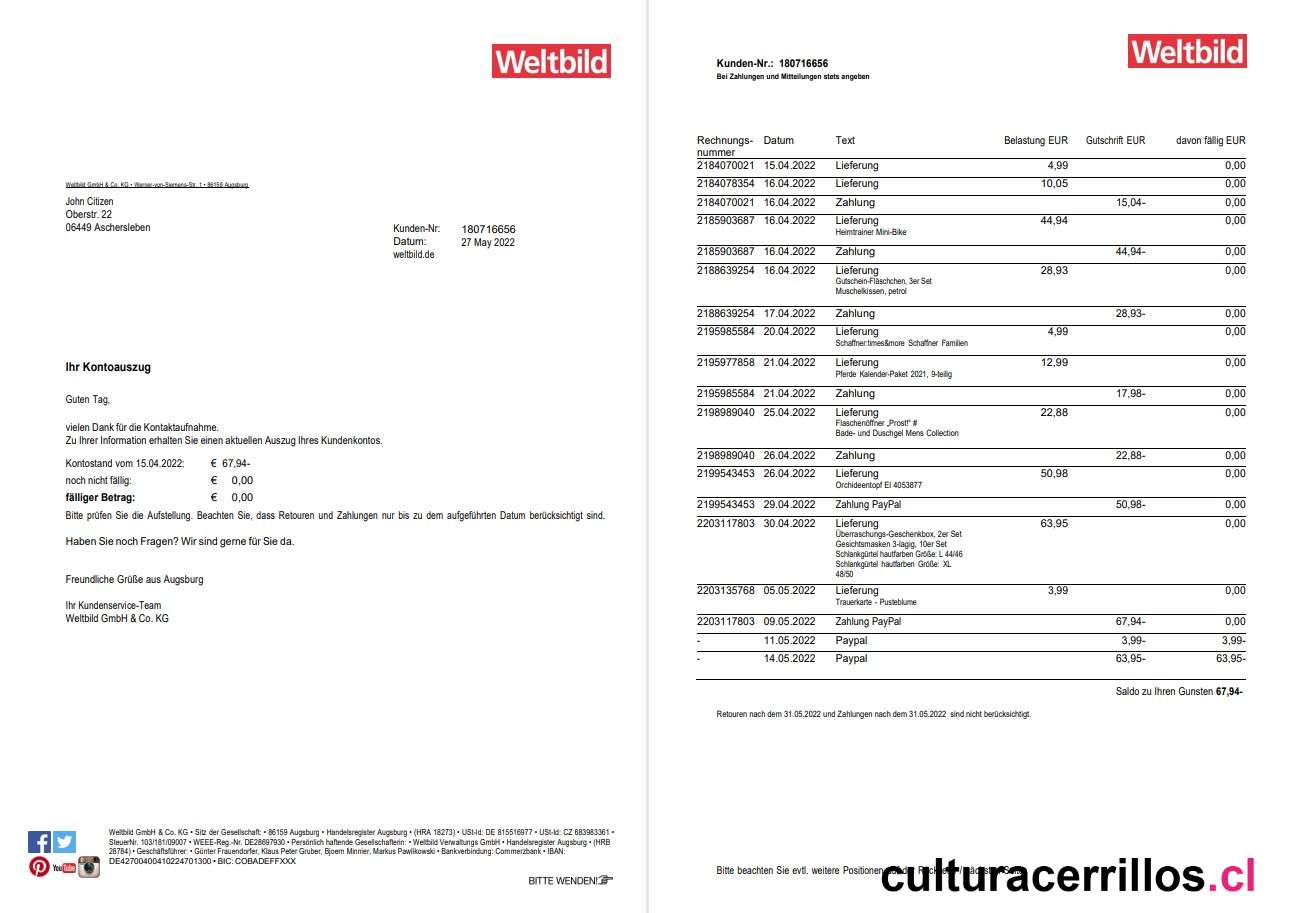 Weltbild
Weltbild GmbH & Co. KG • Werner-von-Siemens-Str. 1 • 86159 Augsburg
John Citizen
Oberstr. 22
06449 Aschersleben
Kunden-Nr: 180716656
Datum: 27 May 2022
weltbild.de
Ihr Kontoauszug
Guten Tag,
vielen Dank für die Kontaktaufnahme.
Zu Ihrer Information erhalten Sie einen aktuellen Auszug Ihres Kundenkontos.
Kontostand vom 15.04.2022: € 67,94-
noch nicht fällig: € 0,00
fälliger Betrag: € 0,00
Bitte prüfen Sie die Aufstellung. Beachten Sie, dass Retouren und Zahlungen nur bis zu dem aufgeführten Datum berücksichtigt sind.
Haben Sie noch Fragen? Wir sind gerne für Sie da.
Freundliche Grüße aus Augsburg
Ihr Kundenservice-Team
Weltbild GmbH & Co. KG
Weltbild GmbH & Co. KG • Sitz der Gesellschaft: • 86159 Augsburg • Handelsregister Augsburg • (HRA 18273) • USt-Id: DE 815516977 • USt-Id: CZ 683983361 •
SteuerNr. 103/181/09007 • WEEE-Reg.-Nr. DE28697930 • Persönlich haftende Gesellschafterin: • Weltbild Verwaltungs GmbH • Handelsregister Augsburg • (HRB
28784) • Geschäftsführer: • Günter Frauendorfer, Klaus Peter Gruber, Bjoern Minnier, Markus Pawlikowski • Bankverbindung: Commerzbank • IBAN:
DE42700400410224701300 • BIC: COBADEFFXXX
YouTube
BITTE WENDEN!
Weltbild
Kunden-Nr.: 180716656
Bei Zahlungen und Mitteilungen stets angeben
Rechnungs- Datum Text Belastung EUR Gutschrift EUR davon fällig EUR
nummer
2184070021 15.04.2022 Lieferung 4,99 0,00
2184078354 16.04.2022 Lieferung 10,05 0,00
2184070021 16.04.2022 Zahlung 15,04- 0,00
2185903687 16.04.2022 Lieferung 44,94 0,00
Heimtrainer Mini-Bike
2185903687 16.04.2022 Zahlung 44,94- 0,00
2188639254 16.04.2022 Lieferung 28,93 0,00
Gutschein-Fläschchen, 3er Set
Muschelkissen, petrol
2188639254 17.04.2022 Zahlung 28,93- 0,00
2195985584 20.04.2022 Lieferung 4,99 0,00
Schaffner:times&more Schaffner Familien
2195977858 21.04.2022 Lieferung 12,99 0,00
Pferde Kalender-Paket 2021, 9-teilig
2195985584 21.04.2022 Zahlung 17,98- 0,00
2198989040 25.04.2022 Lieferung 22,88 0,00
Flaschenöffner „Prost!" #
Bade- und Duschgel Mens Collection
2198989040 26.04.2022 Zahlung 22,88- 0,00
2199543453 26.04.2022 Lieferung 50,98 0,00
Orchideentopf EI 4053877
2199543453 29.04.2022 Zahlung PayPal 50,98- 0,00
2203117803 30.04.2022 Lieferung 63,95 0,00
Überraschungs-Geschenkbox, 2er Set
Gesichtsmasken 3-lagig, 10er Set
Schlankgürtel hautfarben Größe: L 44/46
Schlankgürtel hautfarben Größe: XL
48/50
2203135768 05.05.2022 Lieferung 3,99 0,00
Trauerkarte - Pusteblume
2203117803 09.05.2022 Zahlung PayPal 67,94- 0,00
- 11.05.2022 Paypal 3,99- 3,99-
- 14.05.2022 Paypal 63,95- 63,95-
Saldo zu Ihren Gunsten 67,94-
Retouren nach dem 31.05.2022 und Zahlungen nach dem 31.05.2022 sind nicht berücksichtigt.
Bitte beachten Sie evtl. weitere Positionen
culturacerrillos.cl